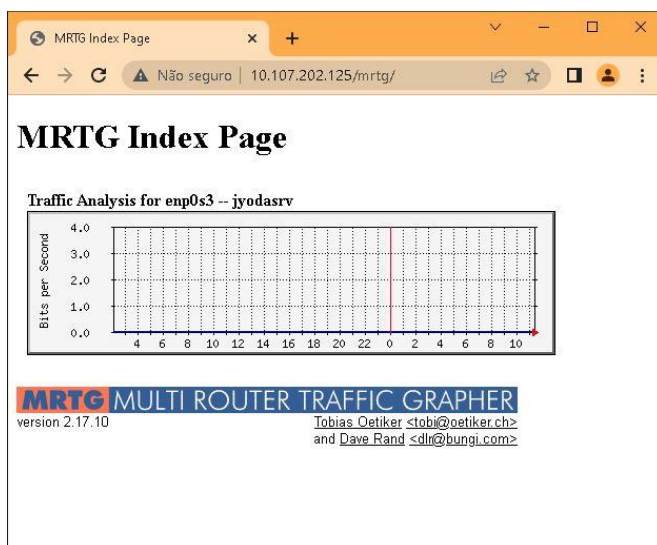 MRTG Index Page
Não seguro | 10.107.202.125/mrtg/
MRTG Index Page
Traffic Analysis for enp0s3 -- jyodasrv
Bits per Second
4.0
3.0
2.0
1.0
0.0
4 6 8 10 12 14 16 18 20 22 0 2 4 6 8 10
MRTG MULTI ROUTER TRAFFIC GRAPHER
version 2.17.10 Tobias Oetiker <tobi@oetiker.ch>
and Dave Rand <dlr@bungi.com>